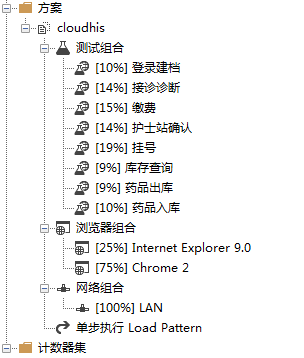 方案
cloudhis
测试组合
[10%] 登录建档
[14%] 接诊诊断
[15%] 缴费
[14%] 护士站确认
[19%] 挂号
[9%] 库存查询
[9%] 药品出库
[10%] 药品入库
浏览器组合
[25%] Internet Explorer 9.0
[75%] Chrome 2
网络组合
[100%] LAN
单步执行 Load Pattern
计数器集